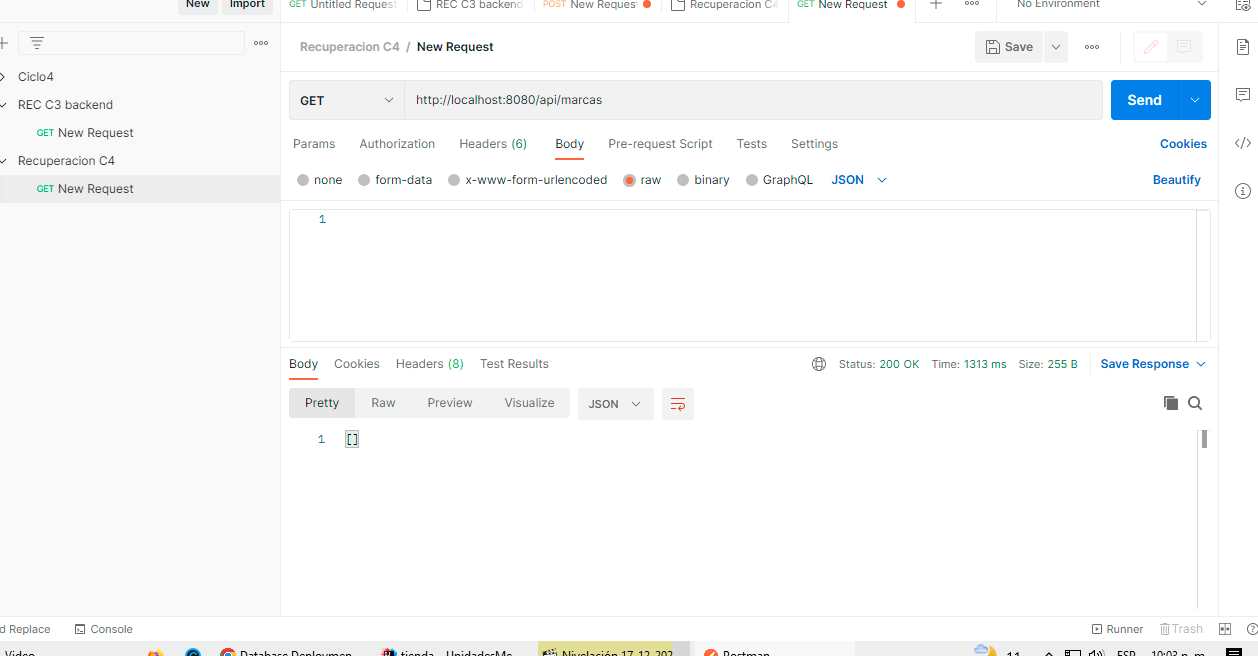 New Import
GET Untitled Request REC C3 backend POST New Reques Recuperacion C4 GET New Request No Environment
Recuperacion C4 / New Request Save
Ciclo4
REC C3 backend
GET New Request
Recuperacion C4
GET New Request
GET http://localhost:8080/api/marcas Send
Params Authorization Headers (6) Body Pre-request Script Tests Settings Cookies
none form-data x-www-form-urlencoded raw binary GraphQL JSON Beautify
1
Body Cookies Headers (8) Test Results Status: 200 OK Time: 1313 ms Size: 255 B Save Response
Pretty Raw Preview Visualize JSON
1 []
d Replace Console Runner Trash
Video Database Deploymen tienda – UnidadesMe Nivelación 17-12-202 Postman 11 ESP 10:03 p. m.